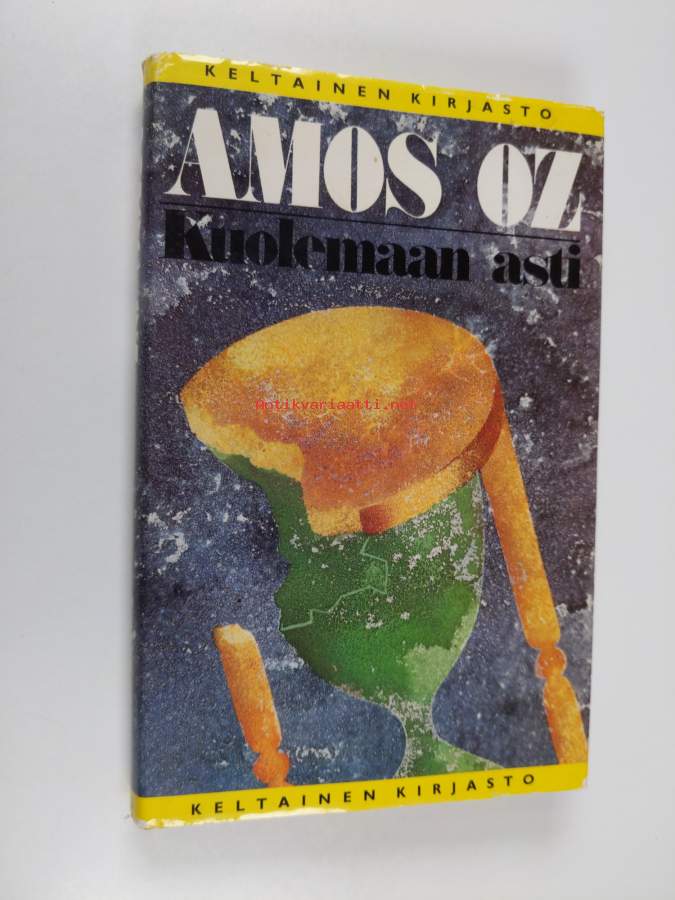 KELTAINEN KIRJASTO
AMOS OZ
Kuolemaan asti
Antikvariaatti.net
KELTAINEN KIRJASTO